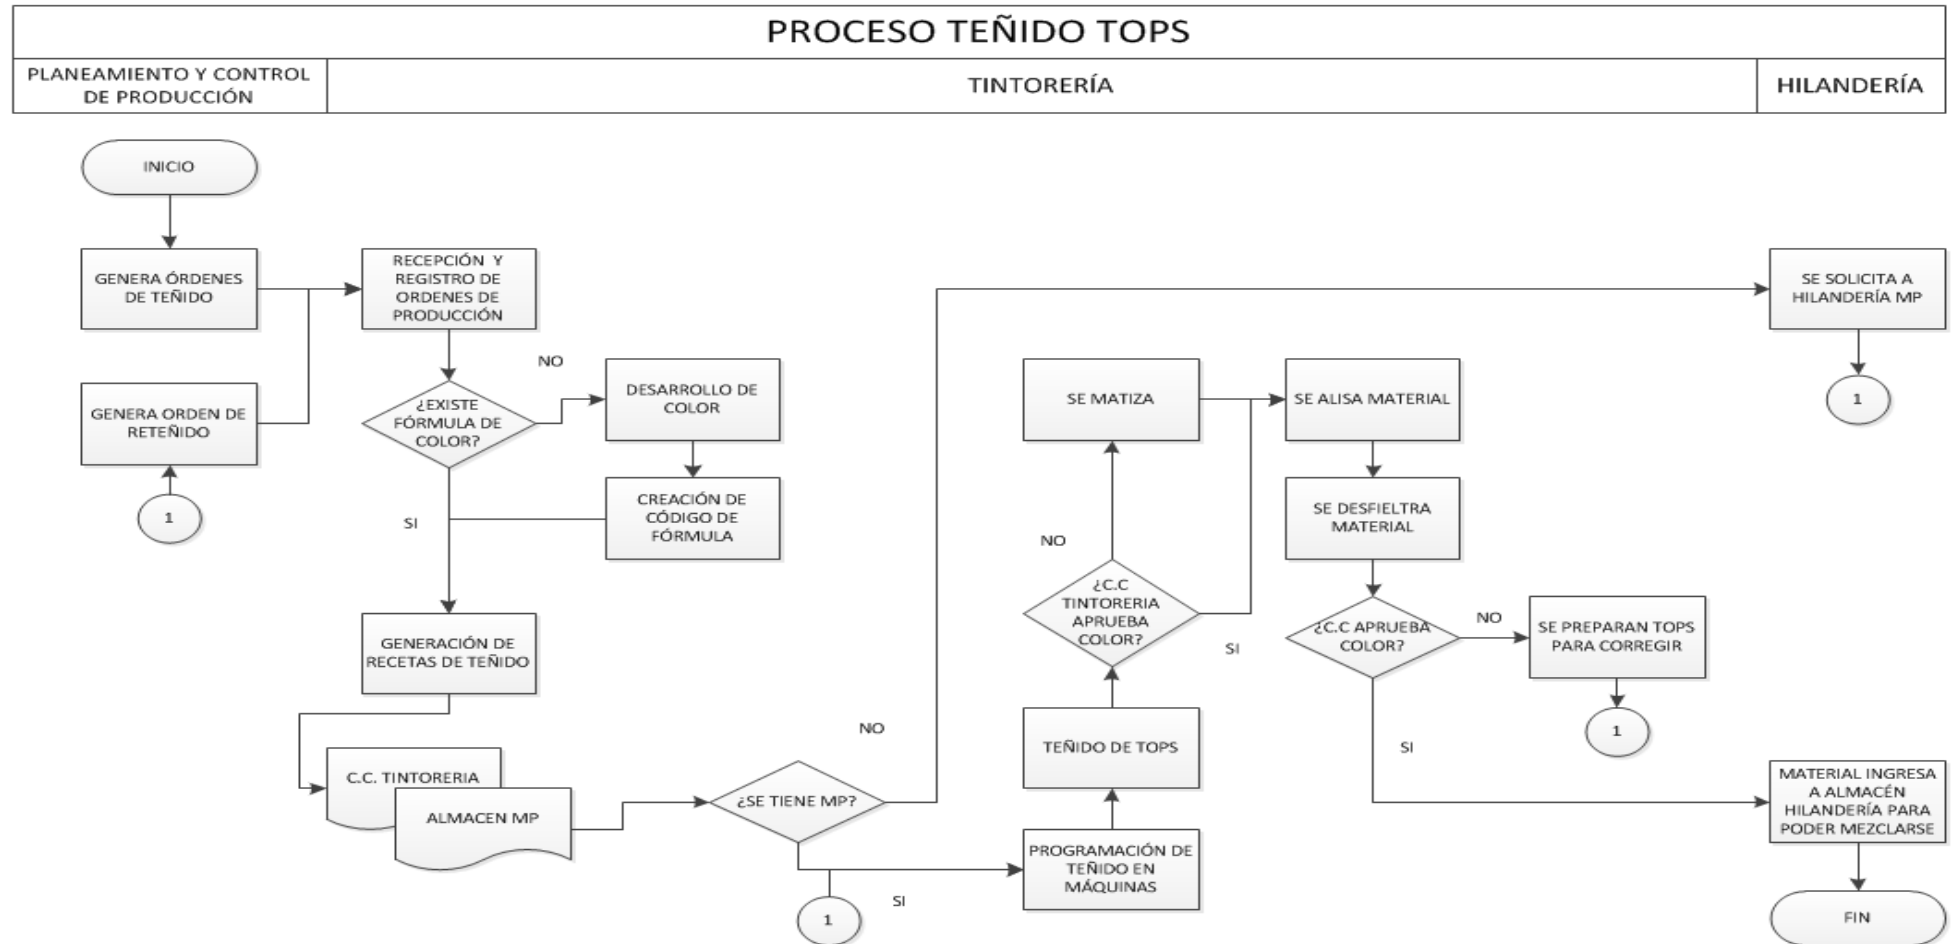 PROCESO TEÑIDO TOPS
PLANEAMIENTO Y CONTROL
DE PRODUCCIÓN
TINTORERÍA
HILANDERÍA
INICIO
GENERA ÓRDENES
DE TEÑIDO
GENERA ORDEN DE
RETEÑIDO
1
RECEPCIÓN Y
REGISTRO DE
ORDENES DE
PRODUCCIÓN
¿EXISTE
FÓRMULA DE
COLOR?
NO
DESARROLLO DE
COLOR
CREACIÓN DE
CÓDIGO DE
FÓRMULA
SI
GENERACIÓN DE
RECETAS DE TEÑIDO
C.C. TINTORERIA
ALMACEN MP
¿SE TIENE MP?
NO
SI
1
PROGRAMACIÓN DE
TEÑIDO EN
MÁQUINAS
TEÑIDO DE TOPS
¿C.C
TINTORERIA
APRUEBA
COLOR?
NO
SI
SE MATIZA
SE ALISA MATERIAL
SE DESFIELTRA
MATERIAL
¿C.C APRUEBA
COLOR?
NO
SE PREPARAN TOPS
PARA CORREGIR
1
SI
SE SOLICITA A
HILANDERÍA MP
1
MATERIAL INGRESA
A ALMACÉN
HILANDERÍA PARA
PODER MEZCLARSE
FIN